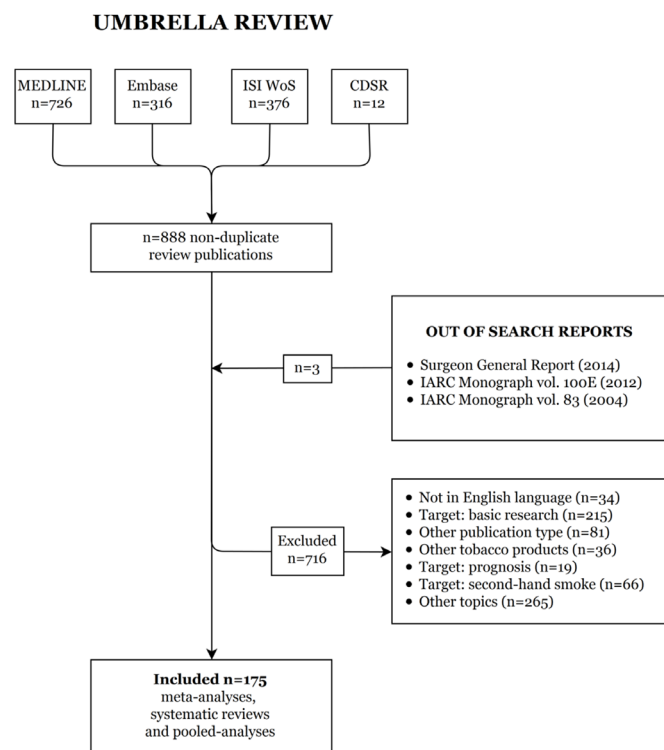 UMBRELLA REVIEW
MEDLINE
n=726
Embase
n=316
ISI WoS
n=376
CDSR
n=12
n=888 non-duplicate
review publications
OUT OF SEARCH REPORTS
• Surgeon General Report (2014)
• IARC Monograph vol. 100E (2012)
• IARC Monograph vol. 83 (2004)
n=3
• Not in English language (n=34)
• Target: basic research (n=215)
• Other publication type (n=81)
• Other tobacco products (n=36)
• Target: prognosis (n=19)
• Target: second-hand smoke (n=66)
• Other topics (n=265)
Excluded
n=716
Included n=175
meta-analyses,
systematic reviews
and pooled-analyses